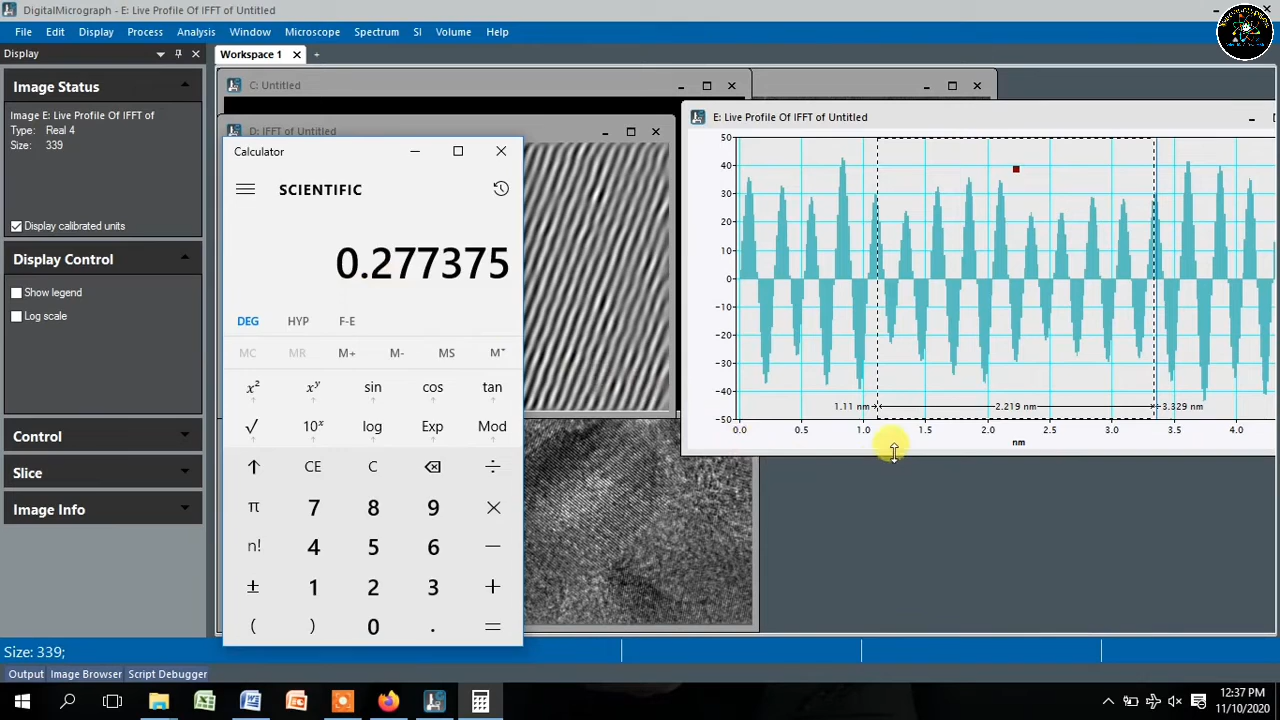 DigitalMicrograph - E: Live Profile Of IFFT of Untitled
File Edit Display Process Analysis Window Microscope Spectrum SI Volume Help
Display
Workspace 1
Image Status
Image E: Live Profile Of IFFT of
Type: Real 4
Size: 339
Display calibrated units
Display Control
Show legend
Log scale
Control
Slice
Image Info
C: Untitled
D: IFFT of Untitled
Calculator
SCIENTIFIC
0.277375
DEG HYP F-E
MC MR M+ M- MS M
x² xʸ sin cos tan
√ 10ˣ log Exp Mod
↑ CE C ÷
π 7 8 9 ×
n! 4 5 6 −
± 1 2 3 +
( ) 0 . =
E: Live Profile Of IFFT of Untitled
50
40
30
20
10
0
−10
−20
−30
−40
−50
1.11 nm 2.219 nm 3.329 nm
0.0 0.5 1.0 1.5 2.0 2.5 3.0 3.5 4.0
nm
Size: 339;
Output Image Browser Script Debugger
12:37 PM
11/10/2020